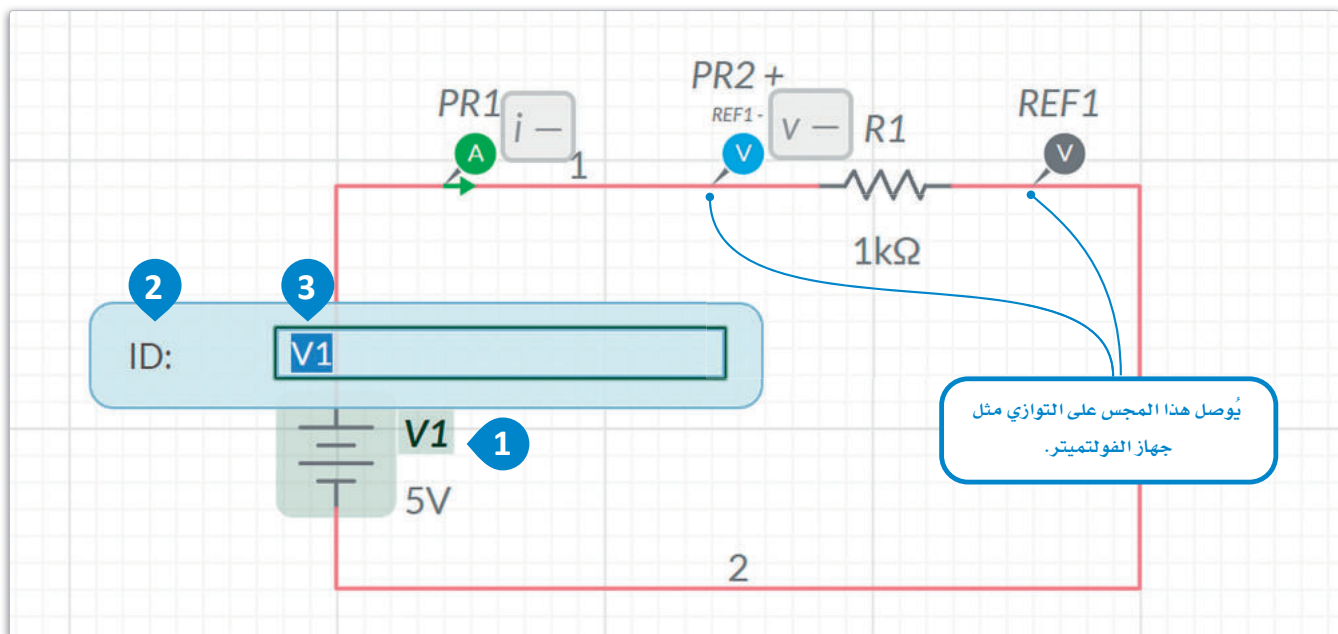 PR2 +
PR1
REF1 -
REF1
i —
v —
R1
A
V
V
1
1kΩ
2
3
ID:
V1
V1
1
يُوصل هذا المجس على التوازي مثل
جهاز الفولتميتر.
5V
2